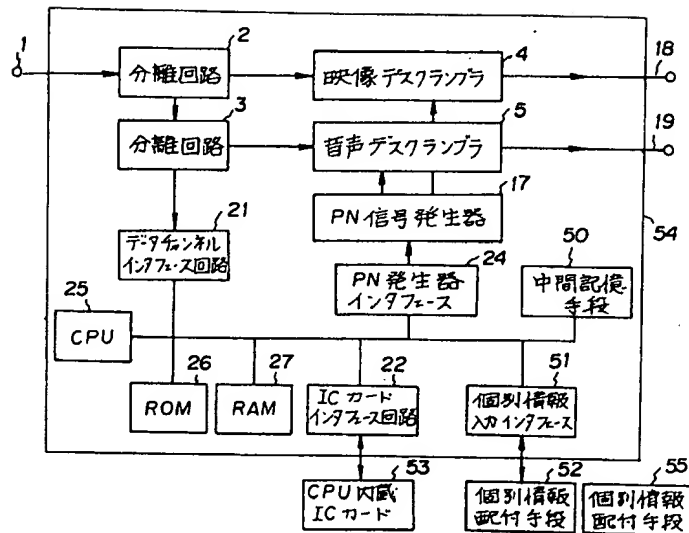 1
2
分離回路
4
映像デスクランブラ
18
3
分離回路
5
音声デスクランブラ
19
17
PN信号発生器
54
21
データチャンネル
インタフェース回路
24
PN発生器
インタフェース
50
中間記憶
手段
25
CPU
26
ROM
27
RAM
22
ICカード
インタフェース回路
51
個別情報
入力インタフェース
53
CPU内蔵
ICカード
52
個別情報
配付手段
55
個別情報
配付手段